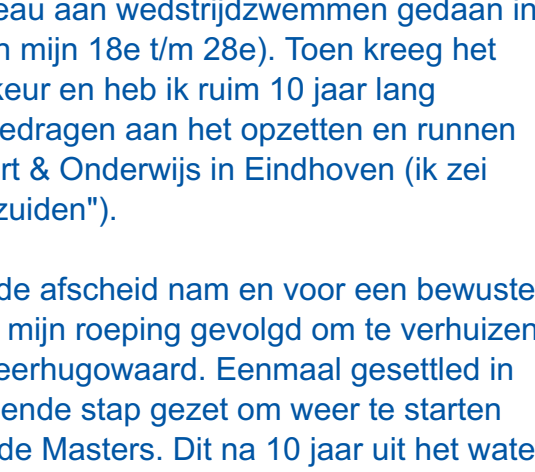 eau aan wedstrijdzwemmen gedaan in
n mijn 18e t/m 28e). Toen kreeg het
keur en heb ik ruim 10 jaar lang
edragen aan het opzetten en runnen
rt & Onderwijs in Eindhoven (ik zei
zuiden").

de afscheid nam en voor een bewuste
mijn roeping gevolgd om te verhuizen
eerhugowaard. Eenmaal gesettled in
ende stap gezet om weer te starten
de Masters. Dit na 10 jaar uit het wate